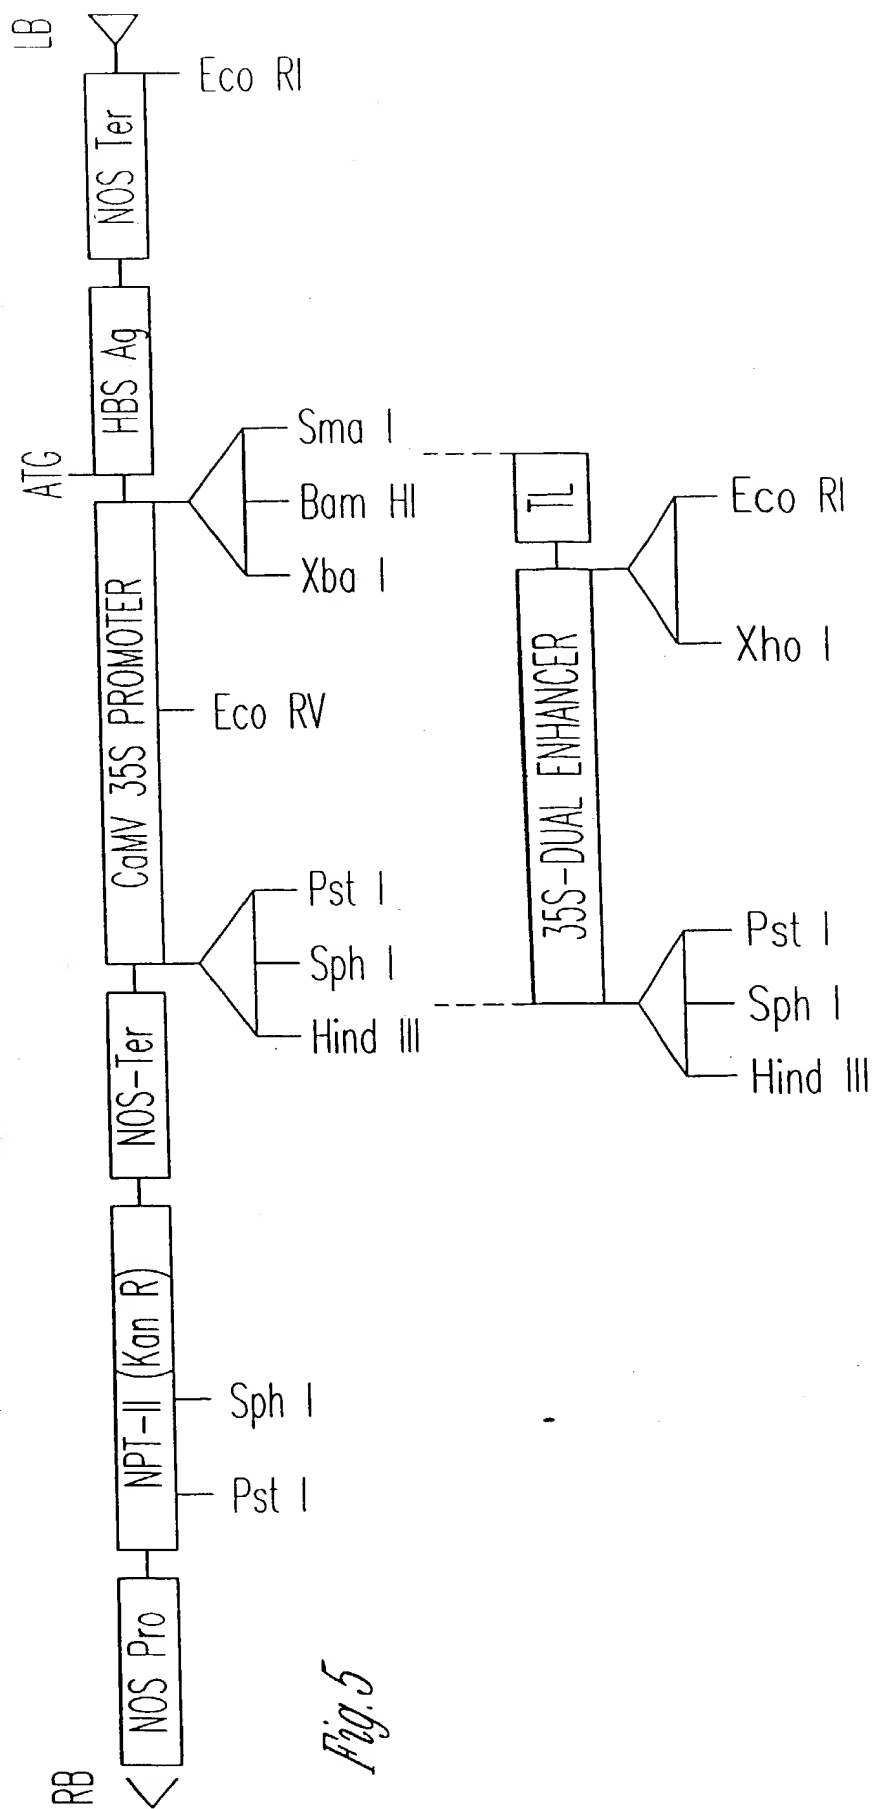 LB
Eco RI
NOS Ter
HBS Ag
ATG
Sma I
Bam HI
Xba I
CaMV 35S PROMOTER
Eco RV
Pst I
Sph I
Hind III
TL
Eco RI
Xho I
35S-DUAL ENHANCER
Pst I
Sph I
Hind III
NOS-Ter
NPT-II (Kan R)
Sph I
Pst I
NOS Pro
RB
Fig. 5